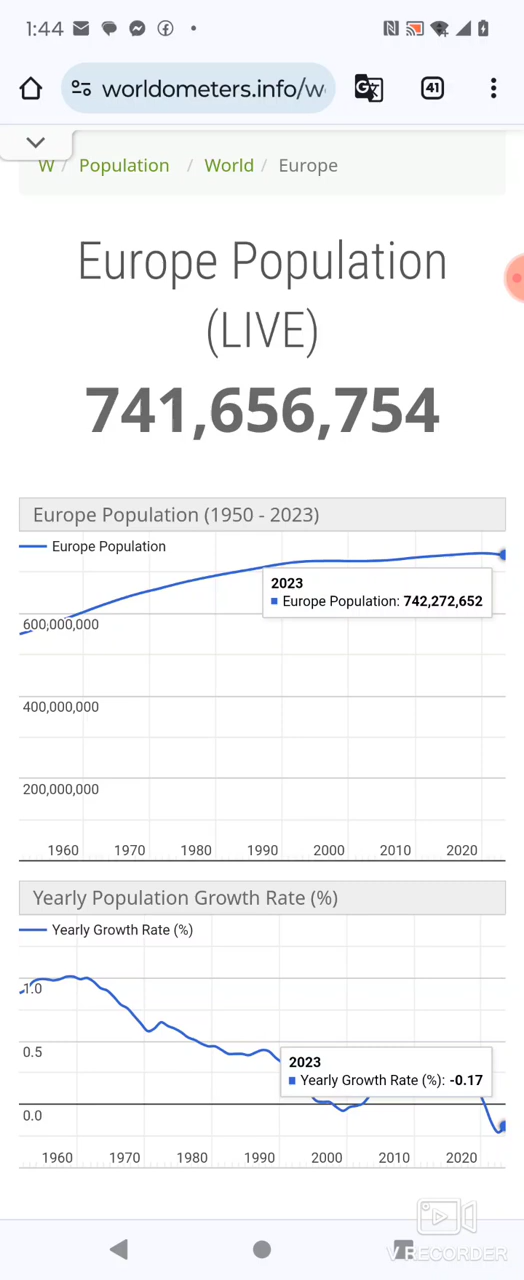 1:44
worldometers.info/w
41
W / Population / World / Europe
Europe Population
(LIVE)
741,656,754
Europe Population (1950 - 2023)
Europe Population
2023
Europe Population: 742,272,652
600,000,000
400,000,000
200,000,000
1960 1970 1980 1990 2000 2010 2020
Yearly Population Growth Rate (%)
Yearly Growth Rate (%)
1.0
0.5
2023
Yearly Growth Rate (%): -0.17
0.0
1960 1970 1980 1990 2000 2010 2020
V RECORDER